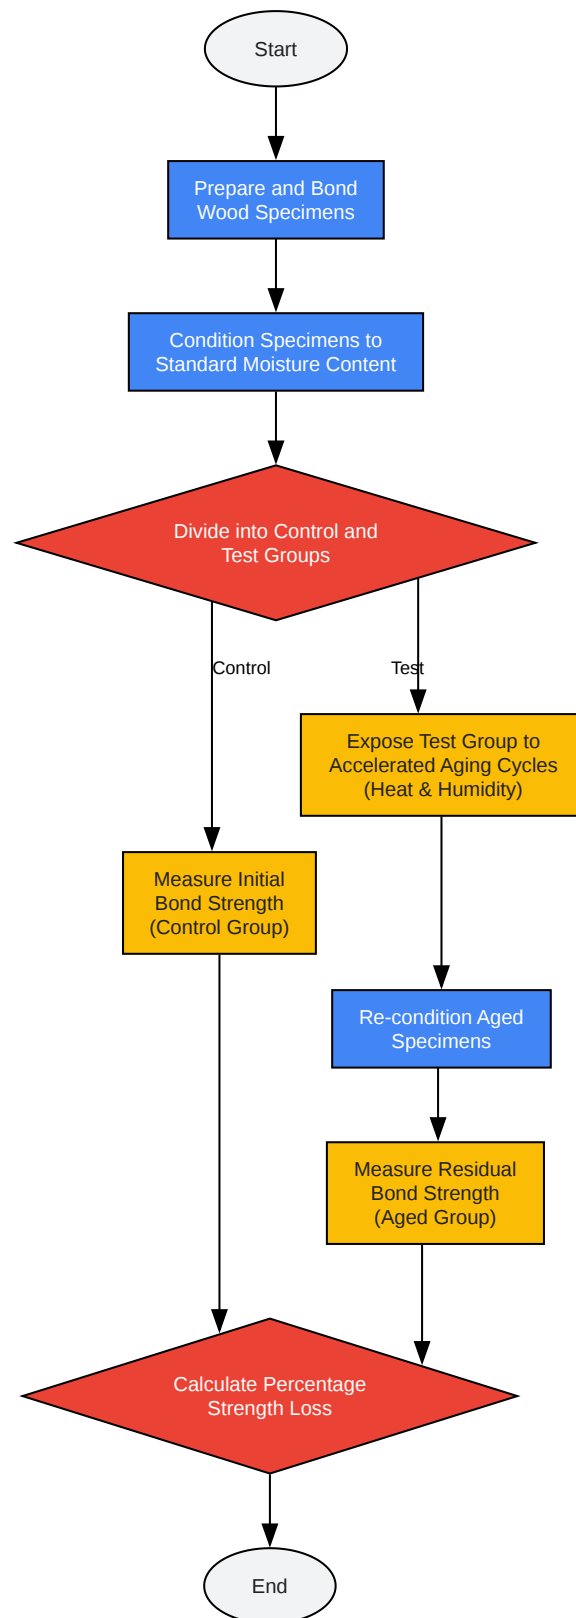 Start
Prepare and Bond
Wood Specimens
Condition Specimens to
Standard Moisture Content
Divide into Control and
Test Groups
Control
Test
Expose Test Group to
Accelerated Aging Cycles
(Heat & Humidity)
Measure Initial
Bond Strength
(Control Group)
Re-condition Aged
Specimens
Measure Residual
Bond Strength
(Aged Group)
Calculate Percentage
Strength Loss
End